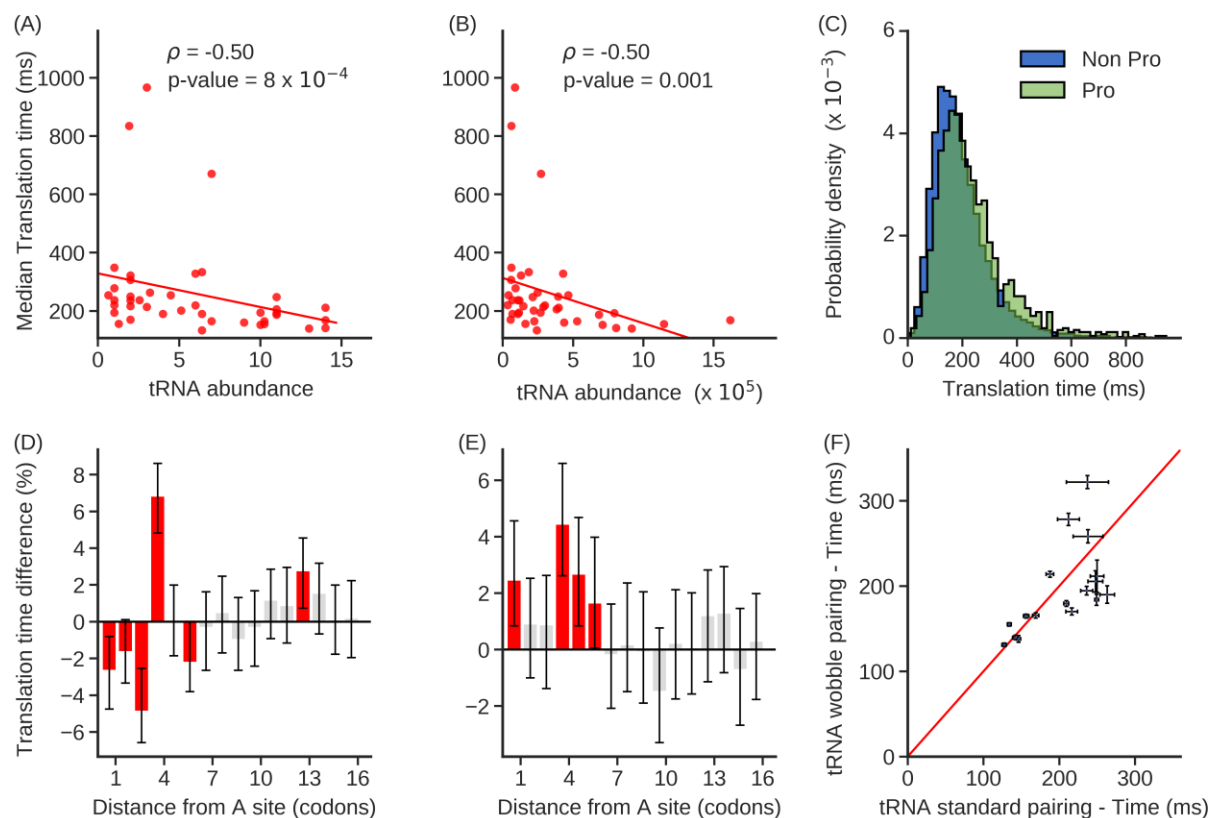 (A)
ρ = -0.50
p-value = 8 x 10⁻⁴
Median Translation time (ms)
1000
800
600
400
200
0
5
10
15
tRNA abundance
(B)
ρ = -0.50
p-value = 0.001
1000
800
600
400
200
0
5
10
15
tRNA abundance (x 10⁵)
(C)
Non Pro
Pro
Probability density (x 10⁻³)
6
4
2
0
0
200
400
600
800
Translation time (ms)
(D)
Translation time difference (%)
8
6
4
2
0
−2
−4
−6
1
4
7
10
13
16
Distance from A site (codons)
(E)
6
4
2
0
−2
1
4
7
10
13
16
Distance from A site (codons)
(F)
tRNA wobble pairing - Time (ms)
300
200
100
0
0
100
200
300
tRNA standard pairing - Time (ms)